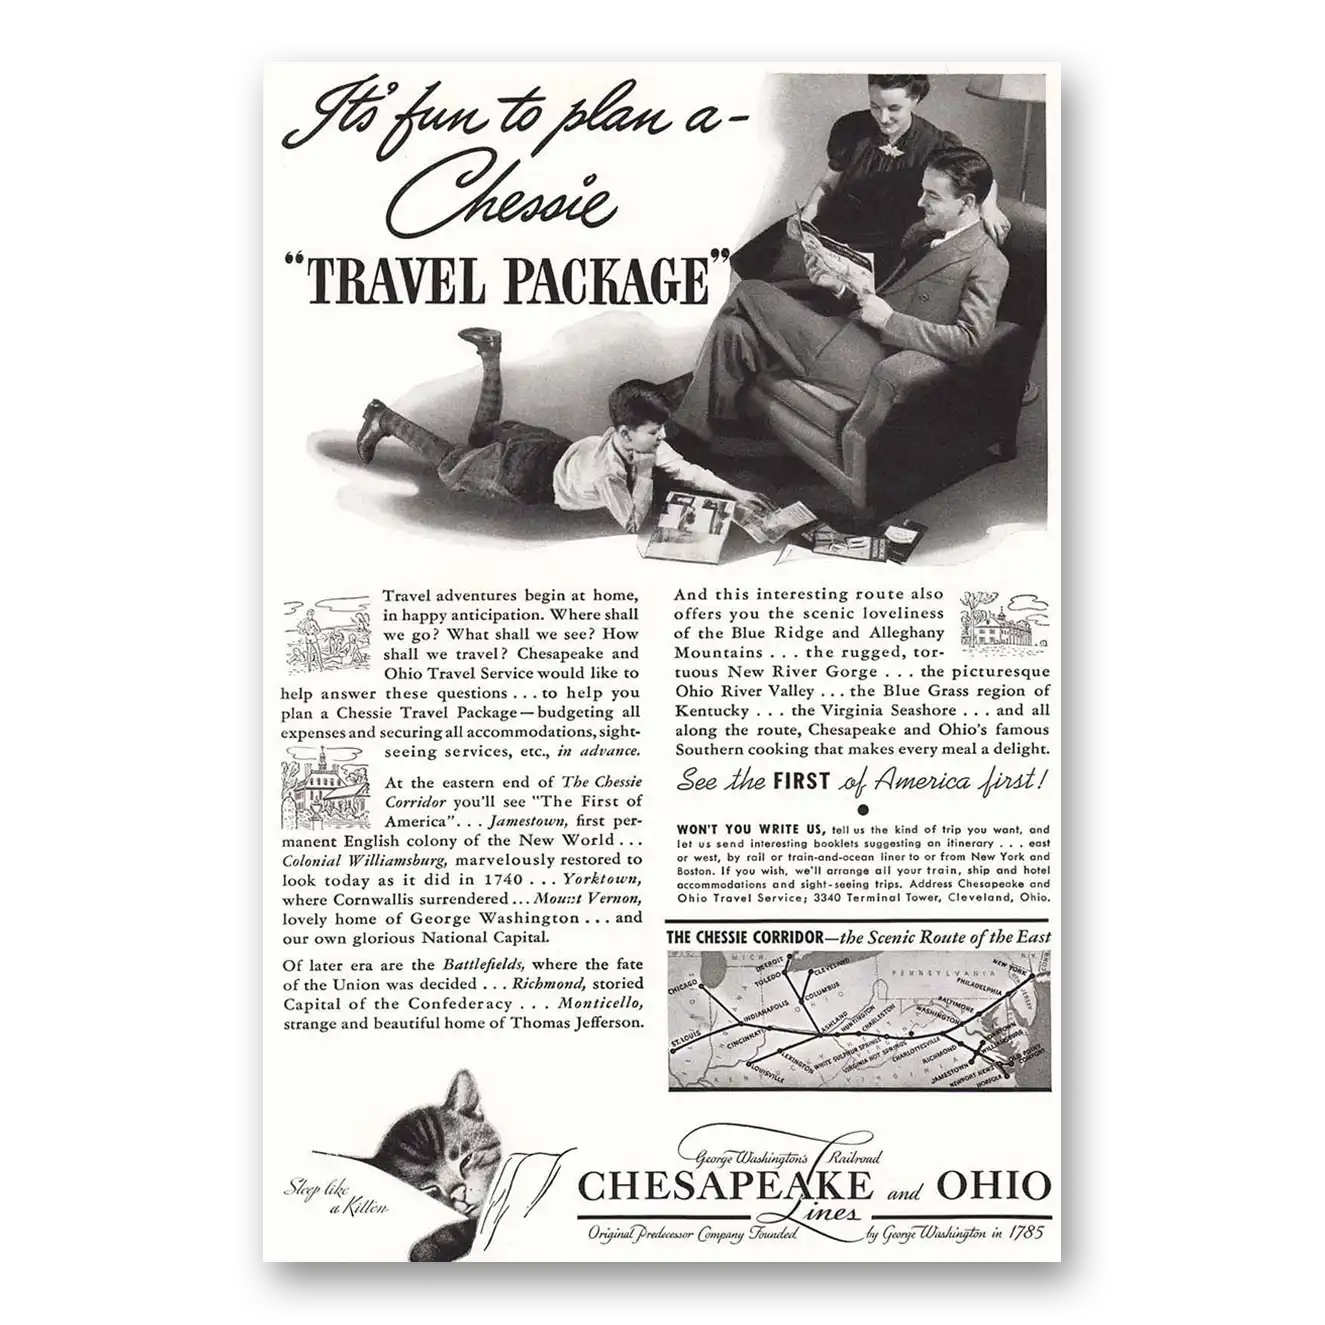 It's fun to plan a-
Chessie
"TRAVEL PACKAGE"
Travel adventures begin at home,
in happy anticipation. Where shall
we go? What shall we see? How
shall we travel? Chesapeake and
Ohio Travel Service would like to
help answer these questions ... to help you
plan a Chessie Travel Package—budgeting all
expenses and securing all accommodations, sight-
seeing services, etc., in advance.
At the eastern end of The Chessie
Corridor you'll see "The First of
America" ... Jamestown, first per-
manent English colony of the New World ...
Colonial Williamsburg, marvelously restored to
look today as it did in 1740 ... Yorktown,
where Cornwallis surrendered ... Mount Vernon,
lovely home of George Washington ... and
our own glorious National Capital.
Of later era are the Battlefields, where the fate
of the Union was decided ... Richmond, storied
Capital of the Confederacy ... Monticello,
strange and beautiful home of Thomas Jefferson.
And this interesting route also
offers you the scenic loveliness
of the Blue Ridge and Alleghany
Mountains ... the rugged, tor-
tuous New River Gorge ... the picturesque
Ohio River Valley ... the Blue Grass region of
Kentucky ... the Virginia Seashore ... and all
along the route, Chesapeake and Ohio's famous
Southern cooking that makes every meal a delight.
See the FIRST of America first!
WON'T YOU WRITE US, tell us the kind of trip you want, and
let us send interesting booklets suggesting an itinerary ... east
or west, by rail or train-and-ocean liner to or from New York and
Boston. If you wish, we'll arrange all your train, ship and hotel
accommodations and sight-seeing trips. Address Chesapeake and
Ohio Travel Service; 3340 Terminal Tower, Cleveland, Ohio.
THE CHESSIE CORRIDOR—the Scenic Route of the East
MICH.
DETROIT
CLEVELAND
TOLEDO
CHICAGO
COLUMBUS
OHIO
PENNSYLVANIA
NEW YORK
NEW JERSEY
PHILADELPHIA
BALTIMORE
WASHINGTON
INDIANAPOLIS
CINCINNATI
ST. LOUIS
ASHLAND
HUNTINGTON
CHARLESTON
LEXINGTON
LOUISVILLE
WHITE SULPHUR SPRINGS
VIRGINIA HOT SPRINGS
CHARLOTTESVILLE
RICHMOND
YORKTOWN
WILLIAMSBURG
OLD POINT
COMFORT
JAMESTOWN
NEWPORT NEWS
NORFOLK
VIRGINIA
Sleep like
a Kitten
George Washington's Railroad
CHESAPEAKE and OHIO
Lines
Original Predecessor Company Founded by George Washington in 1785